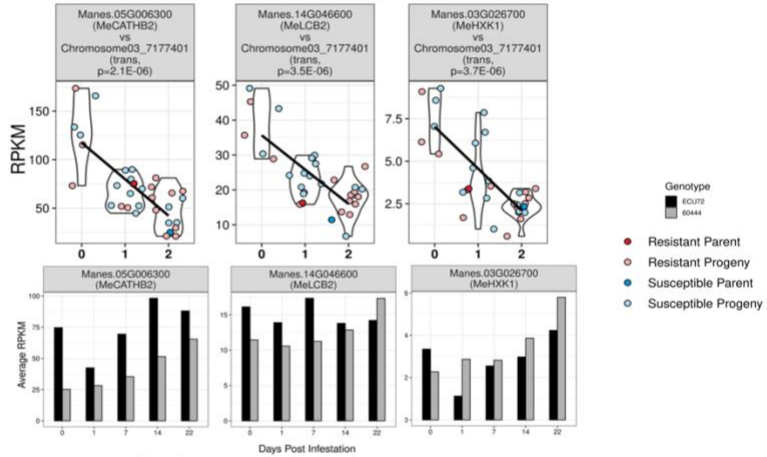 Manes.05G006300
(MeCATHB2)
vs
Chromosome03_7177401
(trans,
p=2.1E-06)
Manes.14G046600
(MeLCB2)
vs
Chromosome03_7177401
(trans,
p=3.5E-06)
Manes.03G026700
(MeHXK1)
vs
Chromosome03_7177401
(trans,
p=3.7E-06)
RPKM
150
100
50
0 1 2
50
40
30
20
10
0 1 2
7.5
5.0
2.5
0 1 2
Genotype
ECU72
60444
Resistant Parent
Resistant Progeny
Susceptible Parent
Susceptible Progeny
Manes.05G006300
(MeCATHB2)
Manes.14G046600
(MeLCB2)
Manes.03G026700
(MeHXK1)
Average RPKM
100
75
50
25
0
0 1 7 14 22
15
10
5
0
0 1 7 14 22
6
4
2
0
0 1 7 14 22
Days Post Infestation